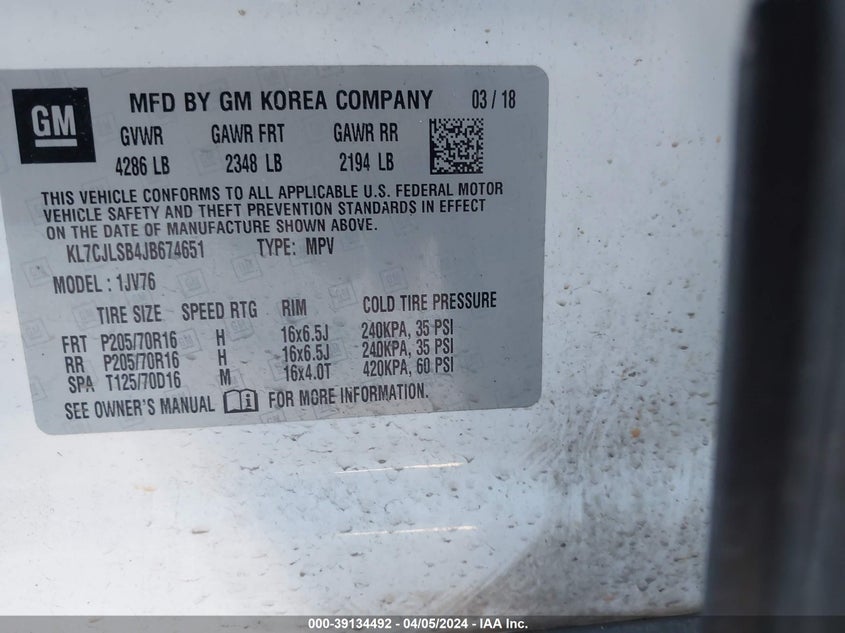 GM
MFD BY GM KOREA COMPANY 03 / 18
GVWR GAWR FRT GAWR RR
4286 LB 2348 LB 2194 LB
THIS VEHICLE CONFORMS TO ALL APPLICABLE U.S. FEDERAL MOTOR
VEHICLE SAFETY AND THEFT PREVENTION STANDARDS IN EFFECT
ON THE DATE OF MANUFACTURE SHOWN ABOVE.
KL7CJLSB4JB674651 TYPE: MPV
MODEL : 1JV76
TIRE SIZE SPEED RTG RIM COLD TIRE PRESSURE
FRT P205/70R16 H 16x6.5J 240KPA, 35 PSI
RR P205/70R16 H 16x6.5J 240KPA, 35 PSI
SPA T125/70D16 M 16x4.0T 420KPA, 60 PSI
SEE OWNER'S MANUAL i FOR MORE INFORMATION.
000-39134492 - 04/05/2024 - IAA Inc.